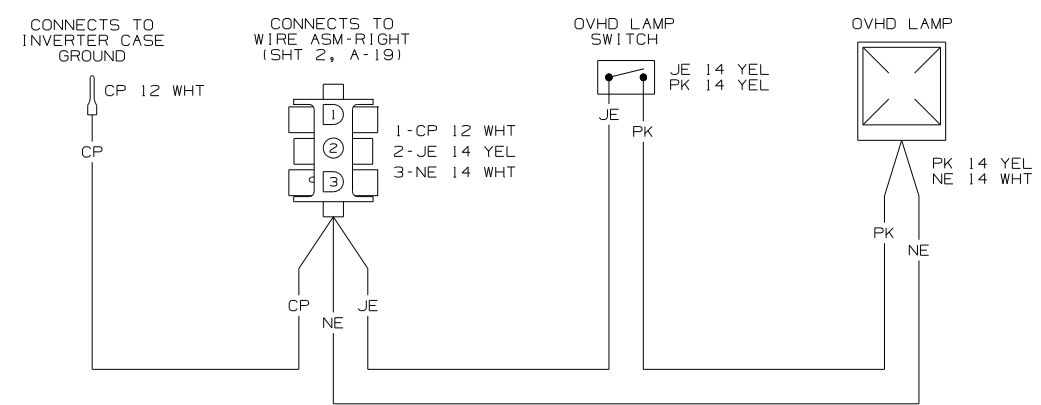 CONNECTS TO
INVERTER CASE
GROUND
CP 12 WHT
CP
CONNECTS TO
WIRE ASM-RIGHT
(SHT 2, A-19)
1
2
3
1-CP 12 WHT
2-JE 14 YEL
3-NE 14 WHT
CP
NE
JE
OVHD LAMP
SWITCH
JE 14 YEL
PK 14 YEL
JE
PK
OVHD LAMP
PK 14 YEL
NE 14 WHT
PK
NE